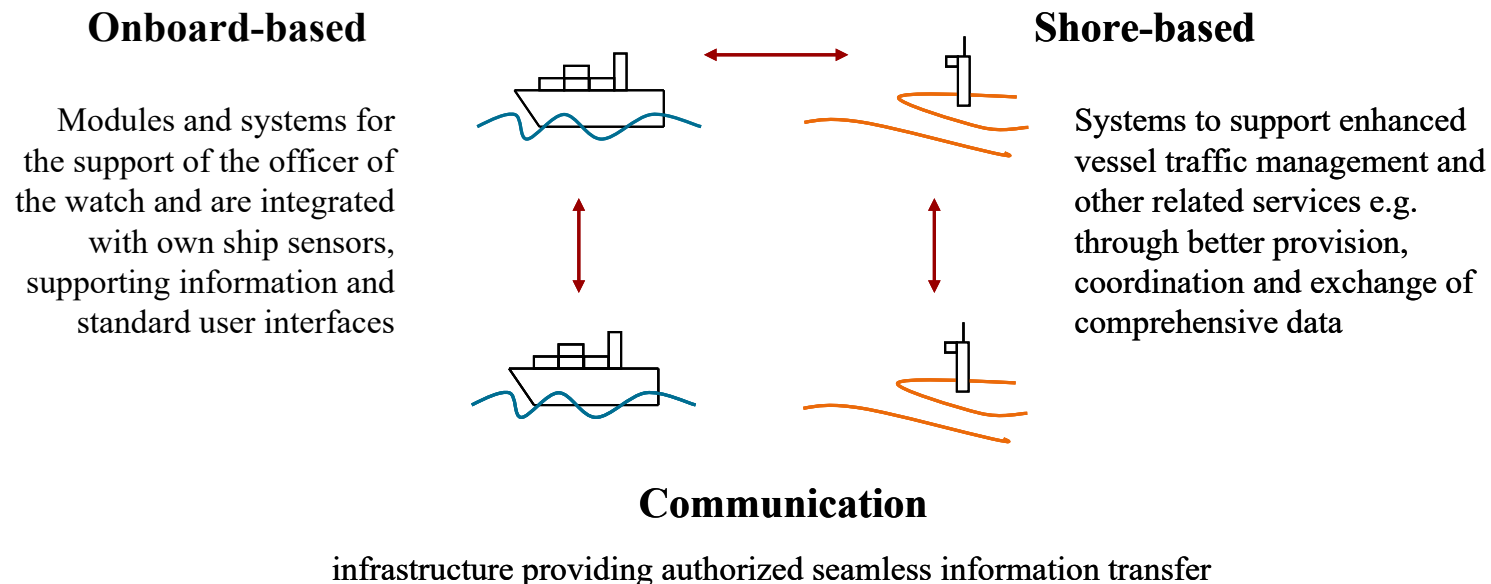 Onboard-based
Modules and systems for
the support of the officer of
the watch and are integrated
with own ship sensors,
supporting information and
standard user interfaces
Shore-based
Systems to support enhanced
vessel traffic management and
other related services e.g.
through better provision,
coordination and exchange of
comprehensive data
Communication
infrastructure providing authorized seamless information transfer